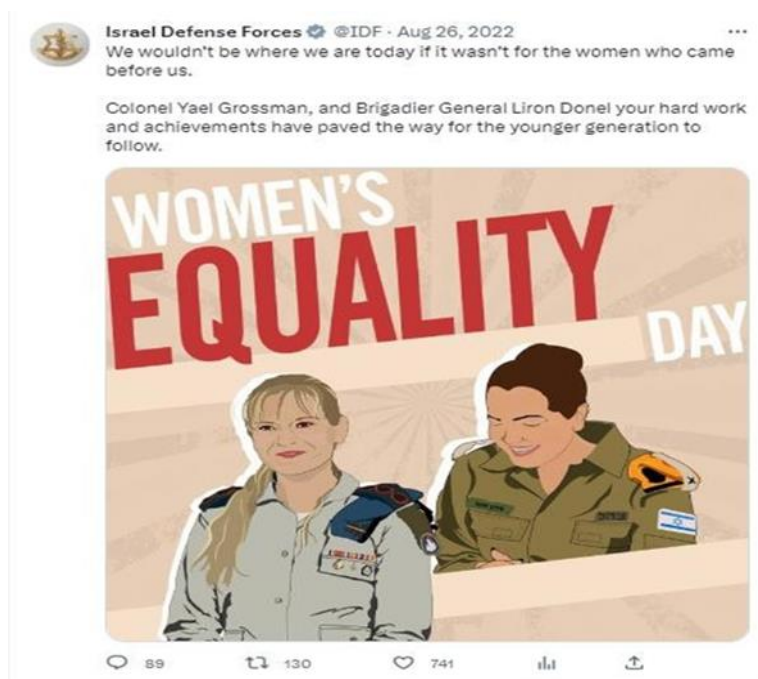 Israel Defense Forces @IDF · Aug 26, 2022
We wouldn't be where we are today if it wasn't for the women who came
before us.
Colonel Yael Grossman, and Brigadier General Liron Donel your hard work
and achievements have paved the way for the younger generation to
follow.
WOMEN'S
EQUALITY
DAY
89
130
741